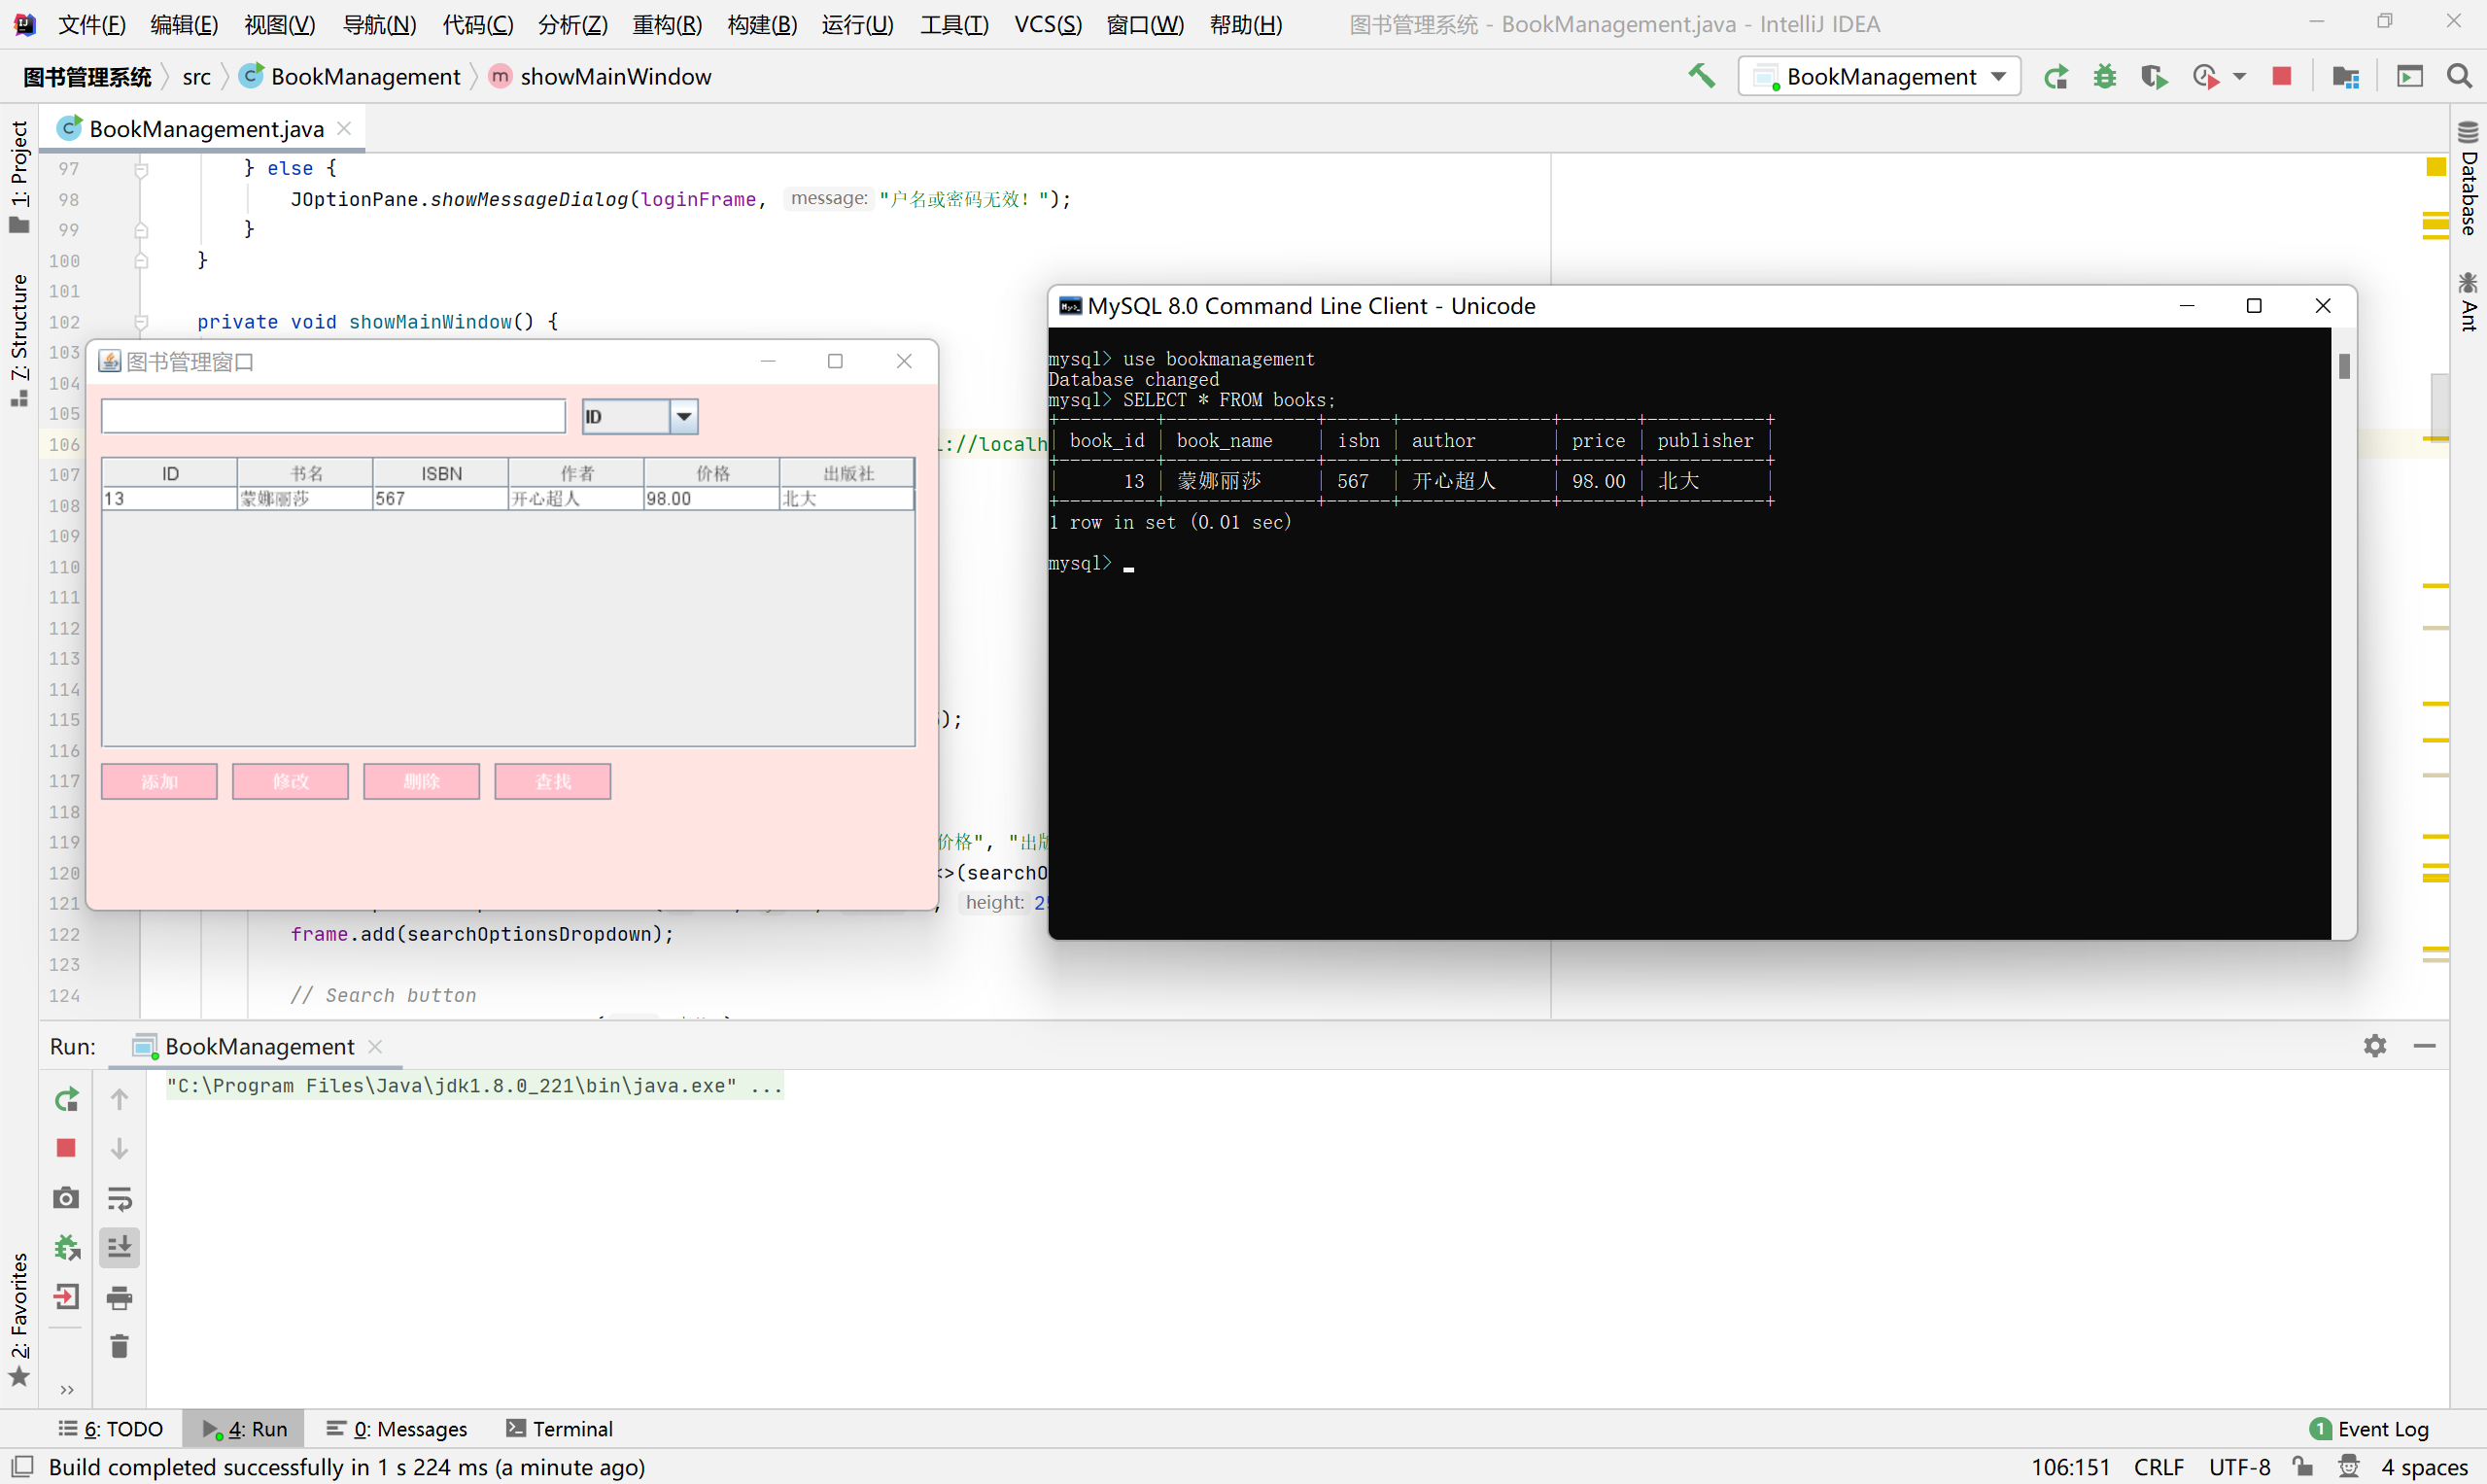 文件(F) 编辑(E) 视图(V) 导航(N) 代码(C) 分析(Z) 重构(R) 构建(B) 运行(U) 工具(T) VCS(S) 窗口(W) 帮助(H) 图书管理系统 - BookManagement.java - IntelliJ IDEA
图书管理系统 src BookManagement showMainWindow BookManagement
1: Project
7: Structure
2: Favorites
Database
Ant
BookManagement.java
97 } else {
98 JOptionPane.showMessageDialog(loginFrame, message: "户名或密码无效！");
99 }
100 }
101
102 private void showMainWindow() {
103
104
105
106 l://localh
107
108
109
110
111
112
113
114
115 );
116
117
118
119 价格", "出版
120 <>(searchO
121 , height: 25
122 frame.add(searchOptionsDropdown);
123
124 // Search button
图书管理窗口
ID
ID 书名 ISBN 作者 价格 出版社
13 蒙娜丽莎 567 开心超人 98.00 北大
添加 修改 删除 查找
MySQL 8.0 Command Line Client - Unicode
mysql> use bookmanagement
Database changed
mysql> SELECT * FROM books;
| book_id | book_name | isbn | author | price | publisher |
| 13 | 蒙娜丽莎 | 567 | 开心超人 | 98.00 | 北大 |
1 row in set (0.01 sec)
mysql>
Run: BookManagement
"C:\Program Files\Java\jdk1.8.0_221\bin\java.exe" ...
6: TODO 4: Run 0: Messages Terminal 1 Event Log
Build completed successfully in 1 s 224 ms (a minute ago) 106:151 CRLF UTF-8 4 spaces